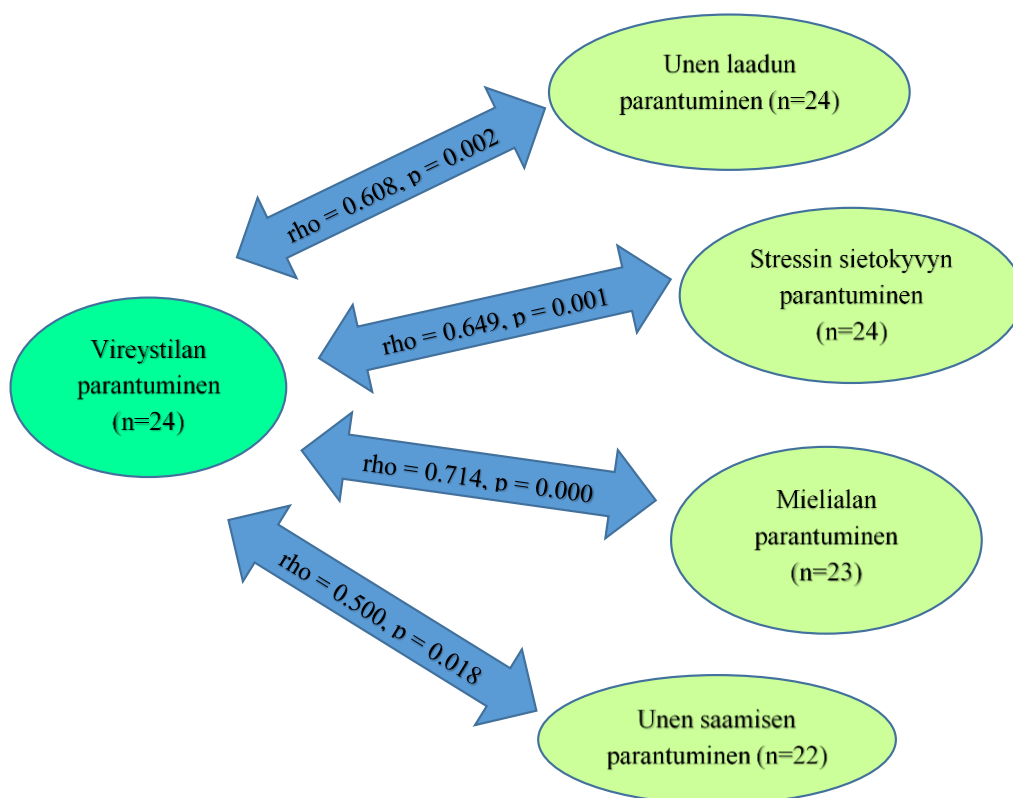 Unen laadun
parantuminen (n=24)
rho = 0.608, p = 0.002
Stressin sietokyvyn
parantuminen
(n=24)
rho = 0.649, p = 0.001
Vireystilan
parantuminen
(n=24)
rho = 0.714, p = 0.000
Mielialan
parantuminen
(n=23)
rho = 0.500, p = 0.018
Unen saamisen
parantuminen (n=22)